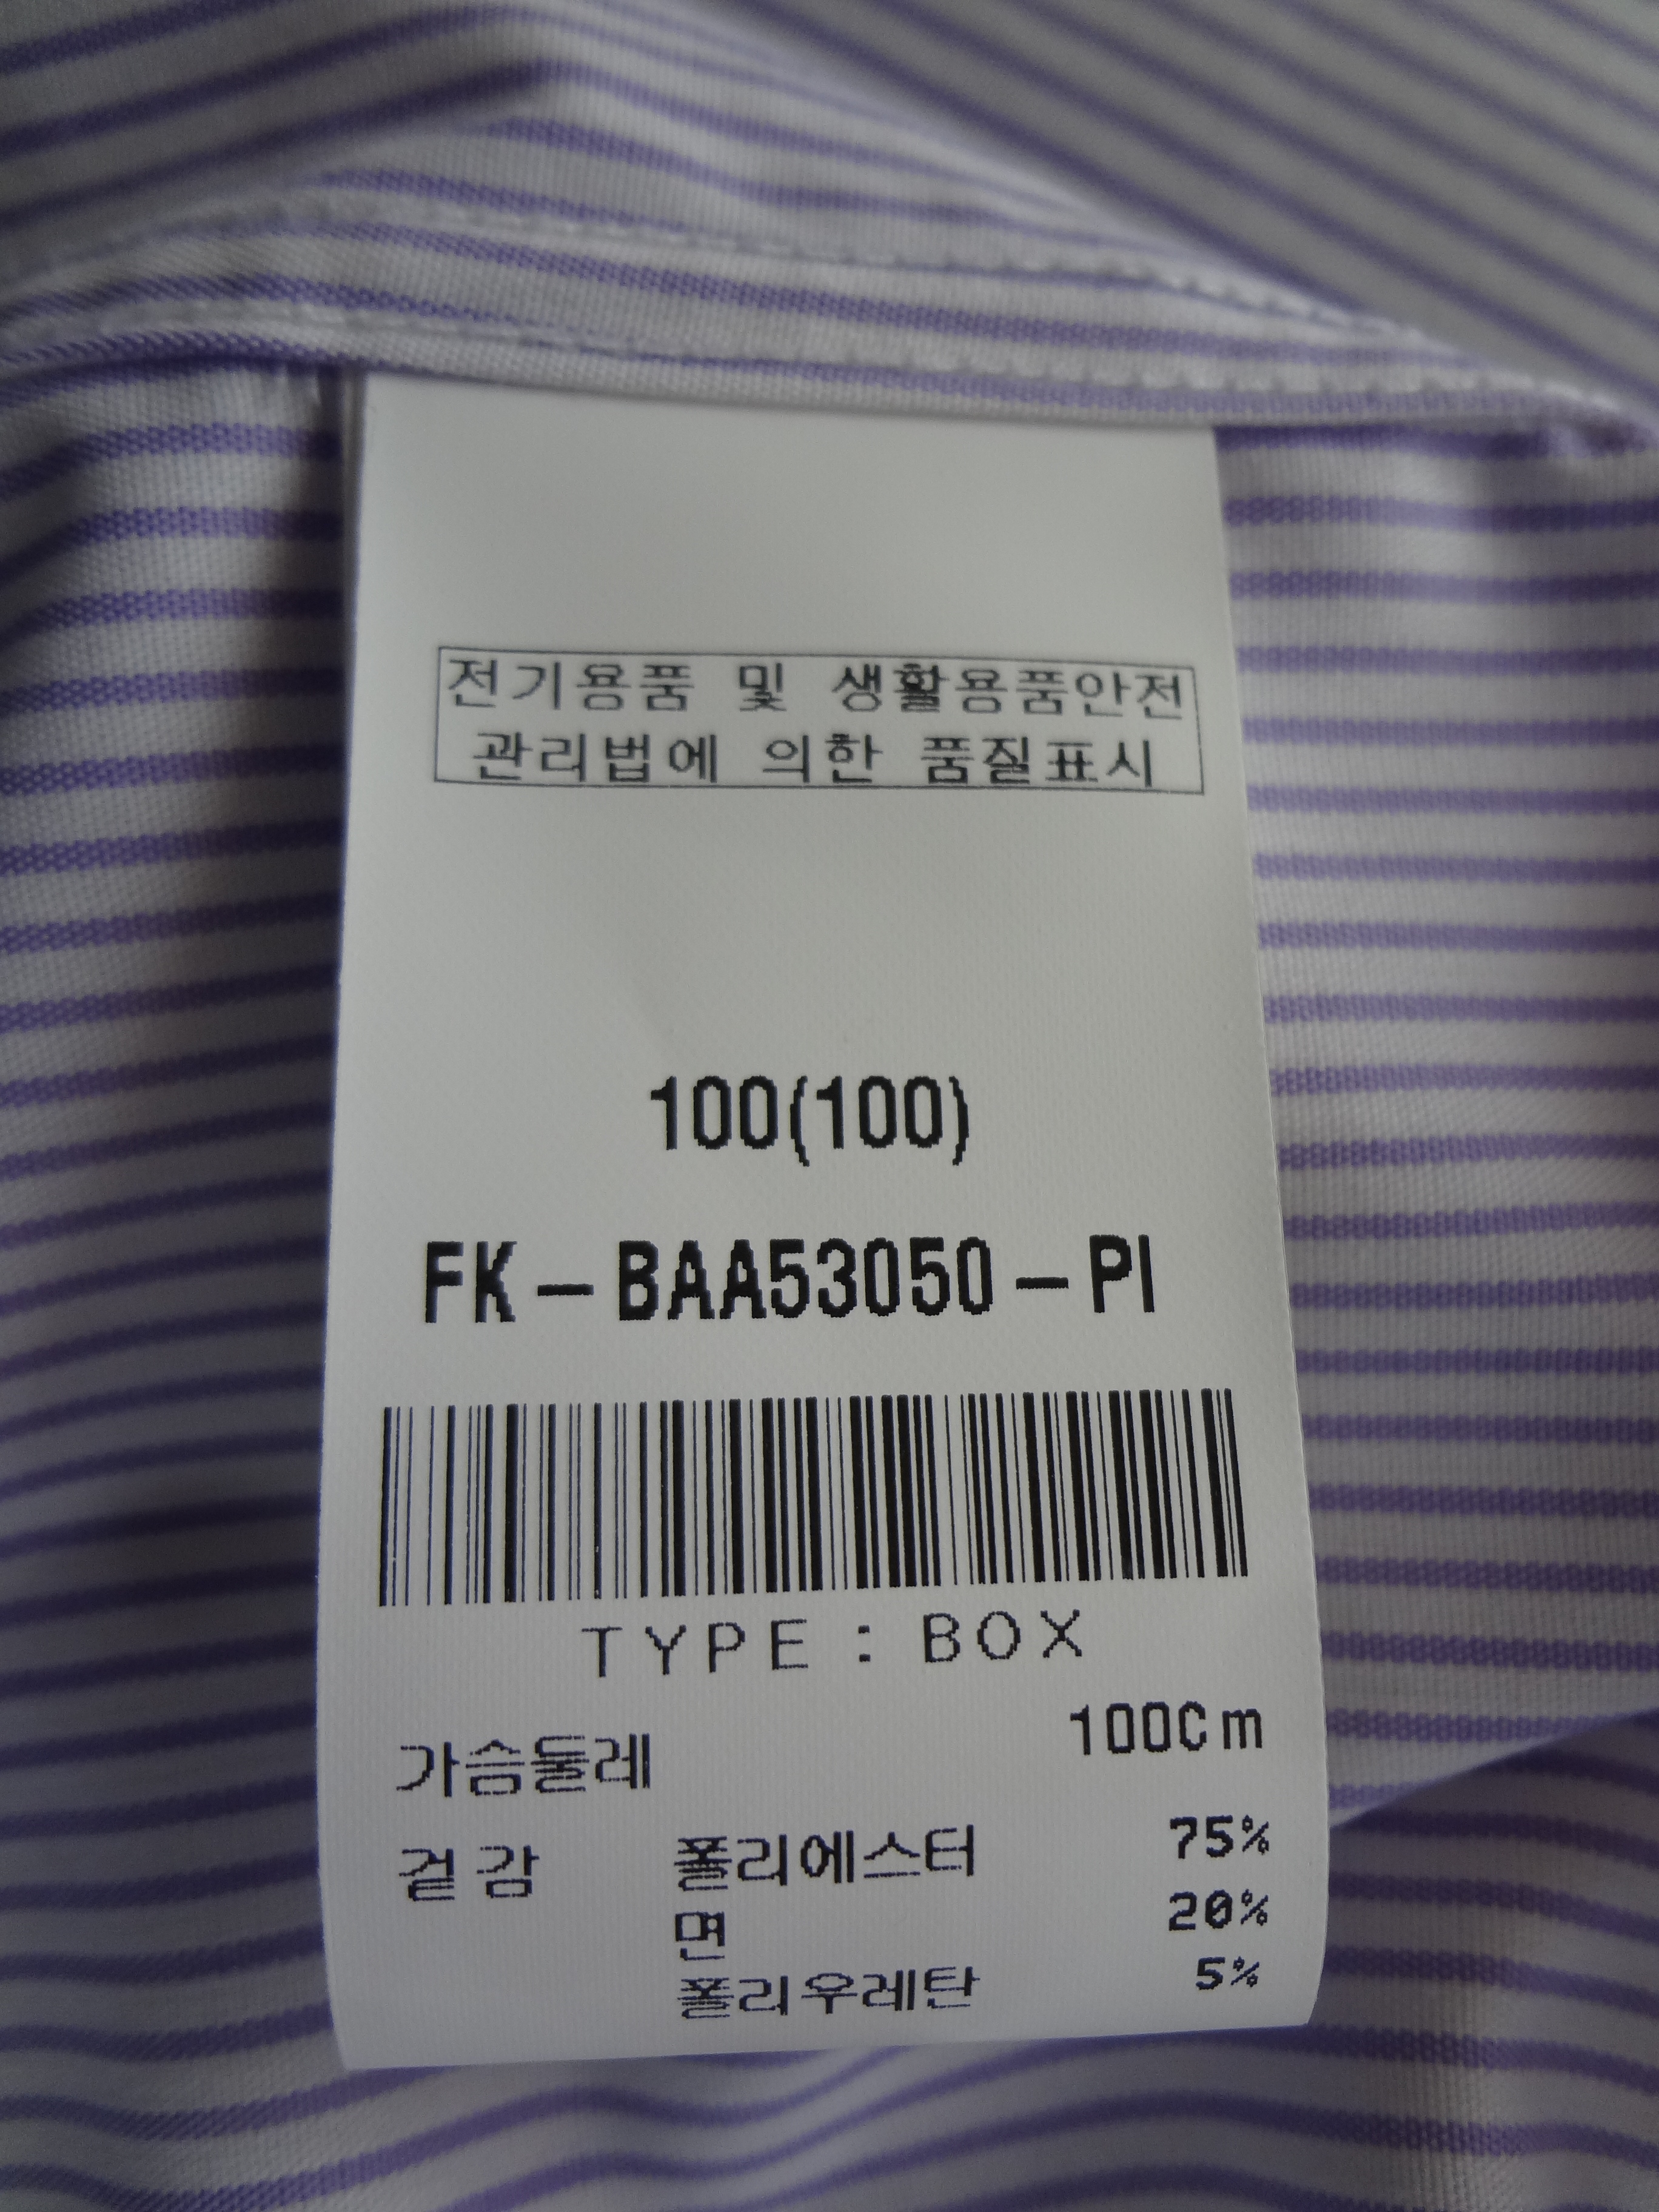 전기용품 및 생활용품안전
관리법에 의한 품질표시
100(100)
FK-BAA53050-PI
TYPE:BOX
가슴둘레 100Cm
겉감 폴리에스터 75%
면 20%
폴리우레탄 5%